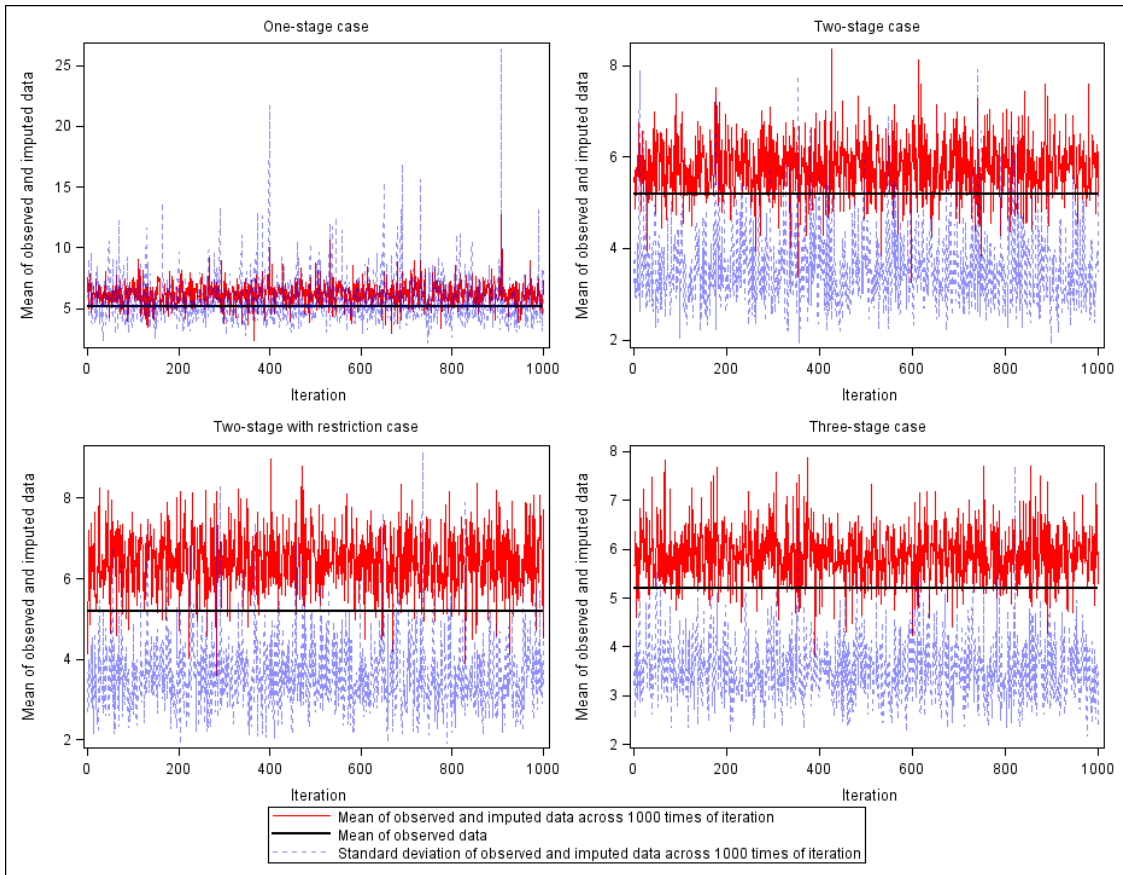 One-stage case
Two-stage case
Mean of observed and imputed data
25
20
15
10
5
0
200
400
600
800
1000
Iteration
Mean of observed and imputed data
8
6
4
2
0
200
400
600
800
1000
Iteration
Two-stage with restriction case
Three-stage case
Mean of observed and imputed data
8
6
4
2
0
200
400
600
800
1000
Iteration
Mean of observed and imputed data
8
7
6
5
4
3
2
0
200
400
600
800
1000
Iteration
Mean of observed and imputed data across 1000 times of iteration
Mean of observed data
Standard deviation of observed and imputed data across 1000 times of iteration